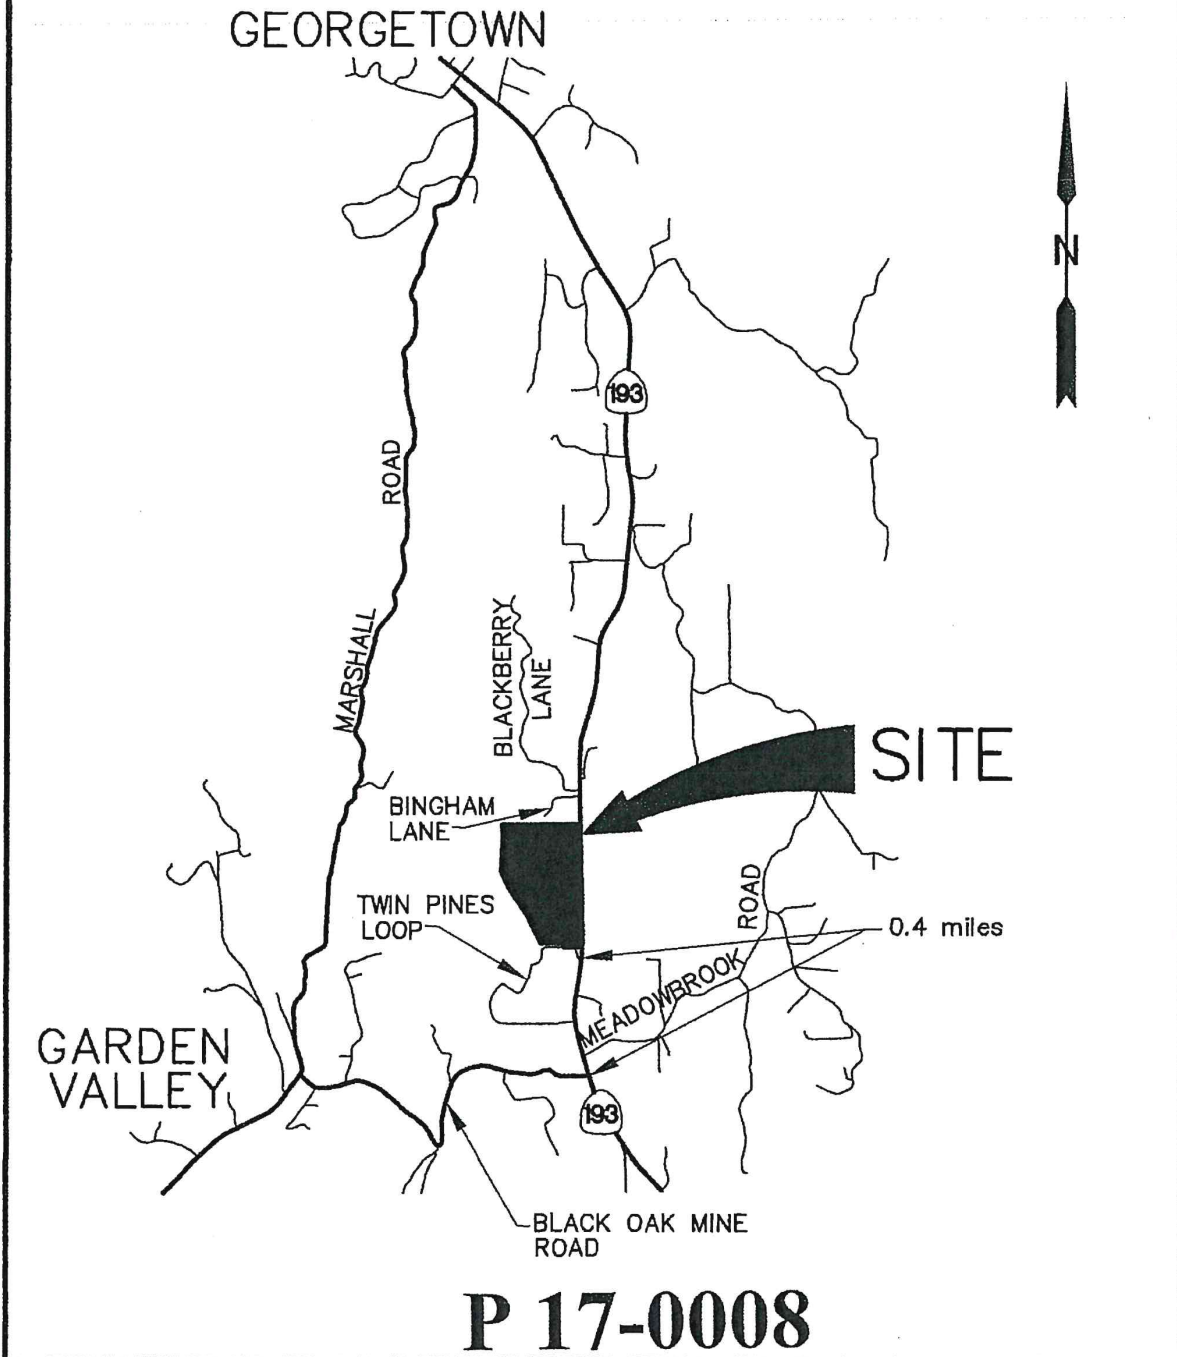 GEORGETOWN
N
193
ROAD
MARSHALL
BLACKBERRY
LANE
SITE
BINGHAM
LANE
TWIN PINES
LOOP
ROAD
0.4 miles
MEADOWBROOK
GARDEN
VALLEY
193
BLACK OAK MINE
ROAD
P 17-0008